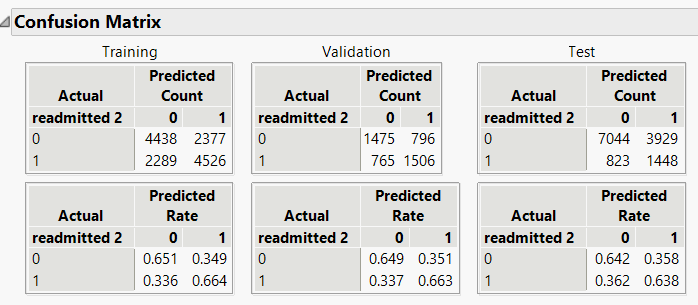 Confusion Matrix
Training Validation Test
Predicted Predicted Predicted
Actual Count Actual Count Actual Count
readmitted 2 0 1 readmitted 2 0 1 readmitted 2 0 1
0 4438 2377 0 1475 796 0 7044 3929
1 2289 4526 1 765 1506 1 823 1448
Predicted Predicted Predicted
Actual Rate Actual Rate Actual Rate
readmitted 2 0 1 readmitted 2 0 1 readmitted 2 0 1
0 0.651 0.349 0 0.649 0.351 0 0.642 0.358
1 0.336 0.664 1 0.337 0.663 1 0.362 0.638